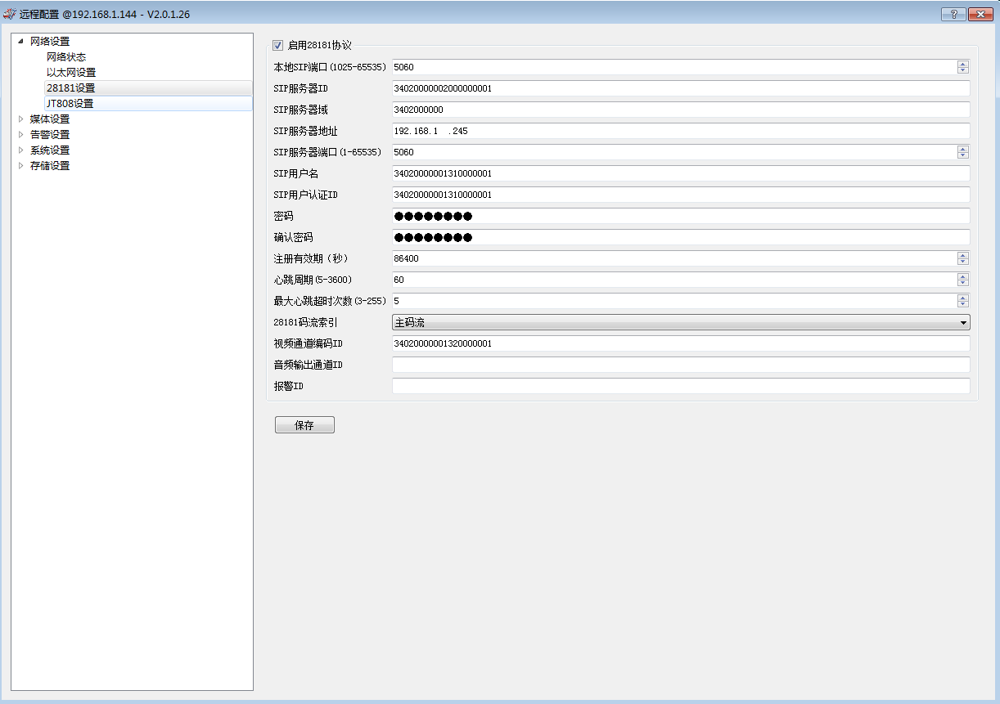 远程配置 @192.168.1.144 - V2.0.1.26
网络设置
网络状态
以太网设置
28181设置
JT808设置
媒体设置
告警设置
系统设置
存储设置
启用28181协议
本地SIP端口(1025-65535) 5060
SIP服务器ID 34020000002000000001
SIP服务器域 3402000000
SIP服务器地址 192.168.1 .245
SIP服务器端口(1-65535) 5060
SIP用户名 34020000001310000001
SIP用户认证ID 34020000001310000001
密码 ●●●●●●●●
确认密码 ●●●●●●●●
注册有效期（秒） 86400
心跳周期(5-3600) 60
最大心跳超时次数(3-255) 5
28181码流索引 主码流
视频通道编码ID 34020000001320000001
音频输出通道ID
报警ID
保存